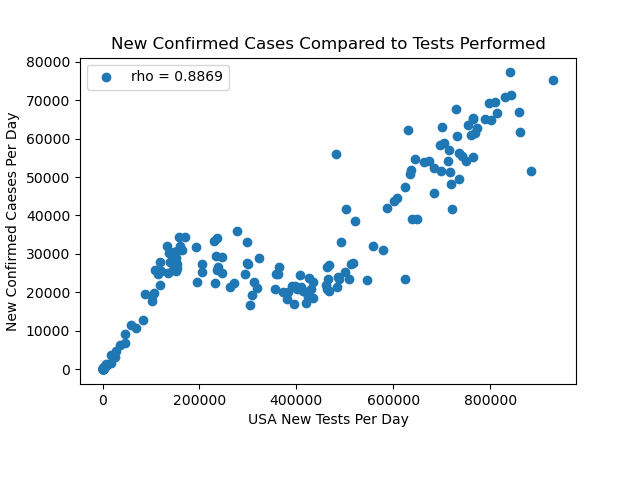 New Confirmed Cases Compared to Tests Performed
rho = 0.8869
New Confirmed Caeses Per Day
80000
70000
60000
50000
40000
30000
20000
10000
0
0 200000 400000 600000 800000
USA New Tests Per Day